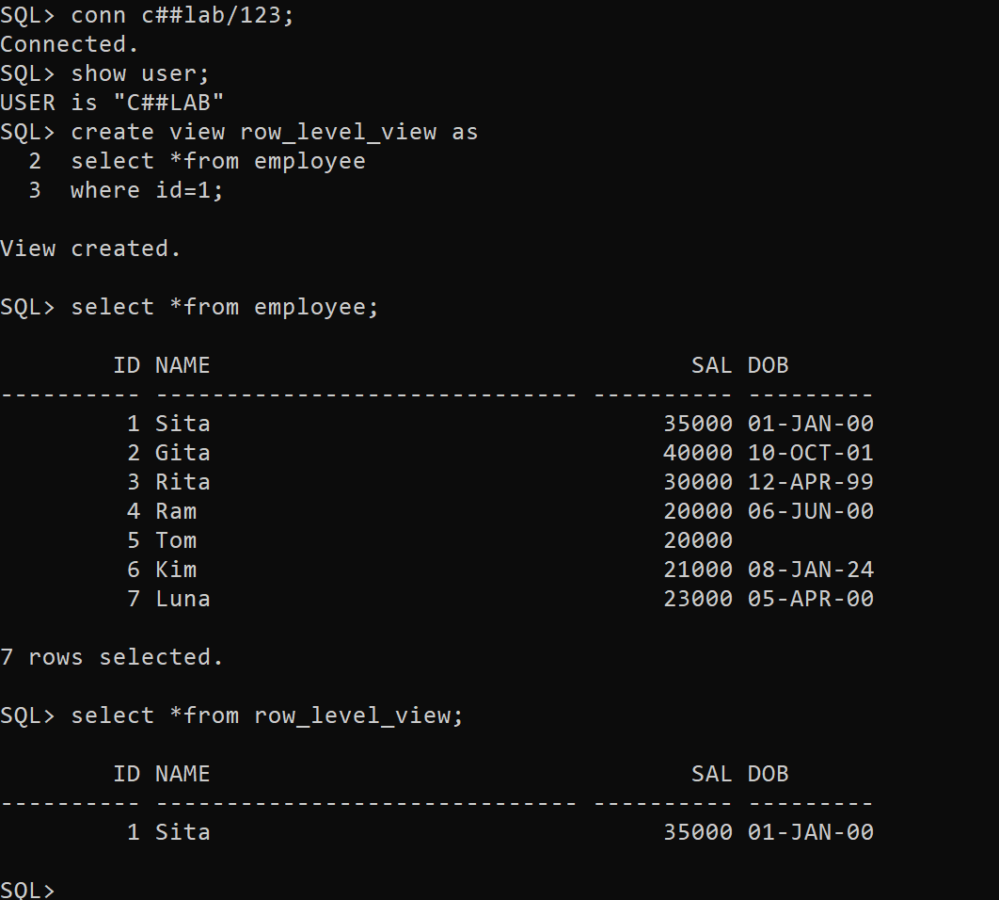 SQL> conn c##lab/123;
Connected.
SQL> show user;
USER is "C##LAB"
SQL> create view row_level_view as
  2  select *from employee
  3  where id=1;

View created.

SQL> select *from employee;

        ID NAME                                  SAL DOB
---------- ------------------------------ ---------- ---------
         1 Sita                                35000 01-JAN-00
         2 Gita                                40000 10-OCT-01
         3 Rita                                30000 12-APR-99
         4 Ram                                 20000 06-JUN-00
         5 Tom                                 20000
         6 Kim                                 21000 08-JAN-24
         7 Luna                                23000 05-APR-00

7 rows selected.

SQL> select *from row_level_view;

        ID NAME                                  SAL DOB
---------- ------------------------------ ---------- ---------
         1 Sita                                35000 01-JAN-00

SQL>